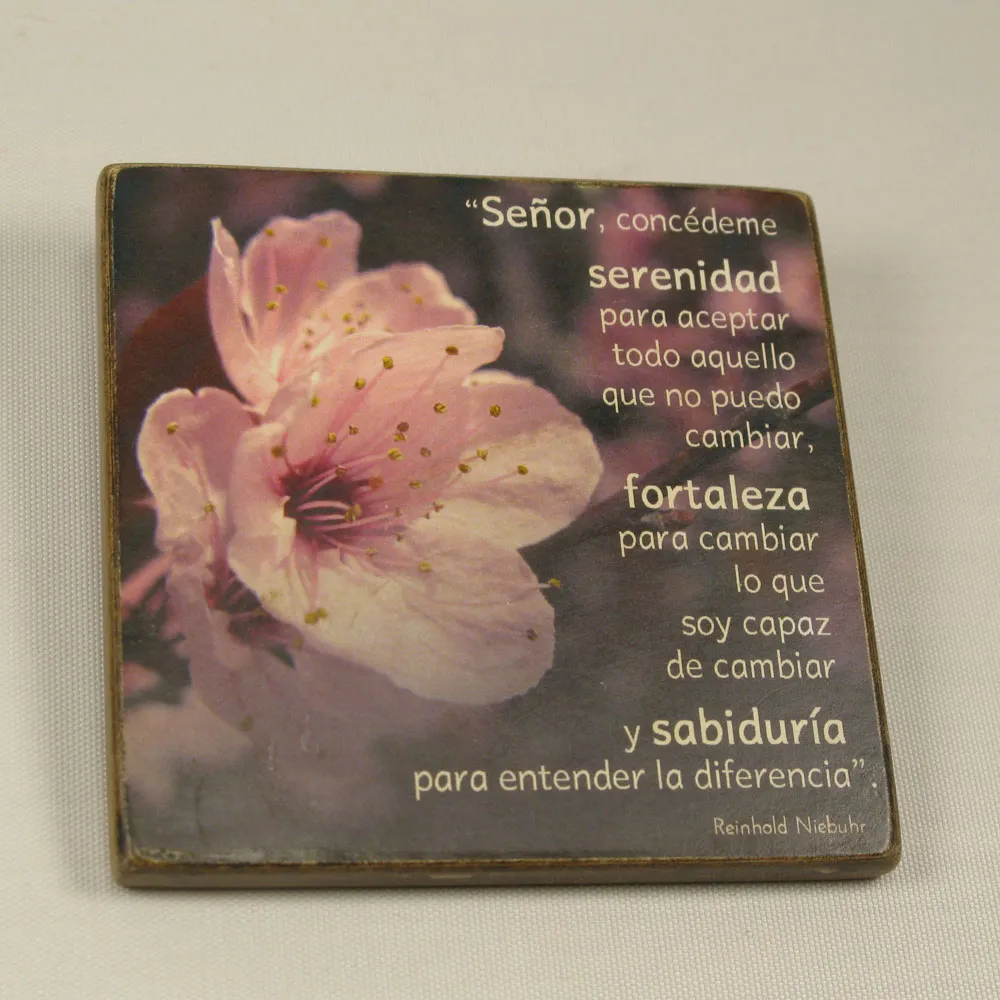 “Señor, concédeme
serenidad
para aceptar
todo aquello
que no puedo
cambiar,
fortaleza
para cambiar
lo que
soy capaz
de cambiar
y sabiduría
para entender la diferencia”.
Reinhold Niebuhr